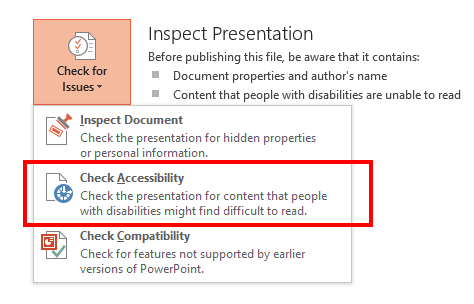 Inspect Presentation
Before publishing this file, be aware that it contains:
Document properties and author's name
Content that people with disabilities are unable to read
Check for
Issues
Inspect Document
Check the presentation for hidden properties
or personal information.
Check Accessibility
Check the presentation for content that people
with disabilities might find difficult to read.
Check Compatibility
Check for features not supported by earlier
versions of PowerPoint.